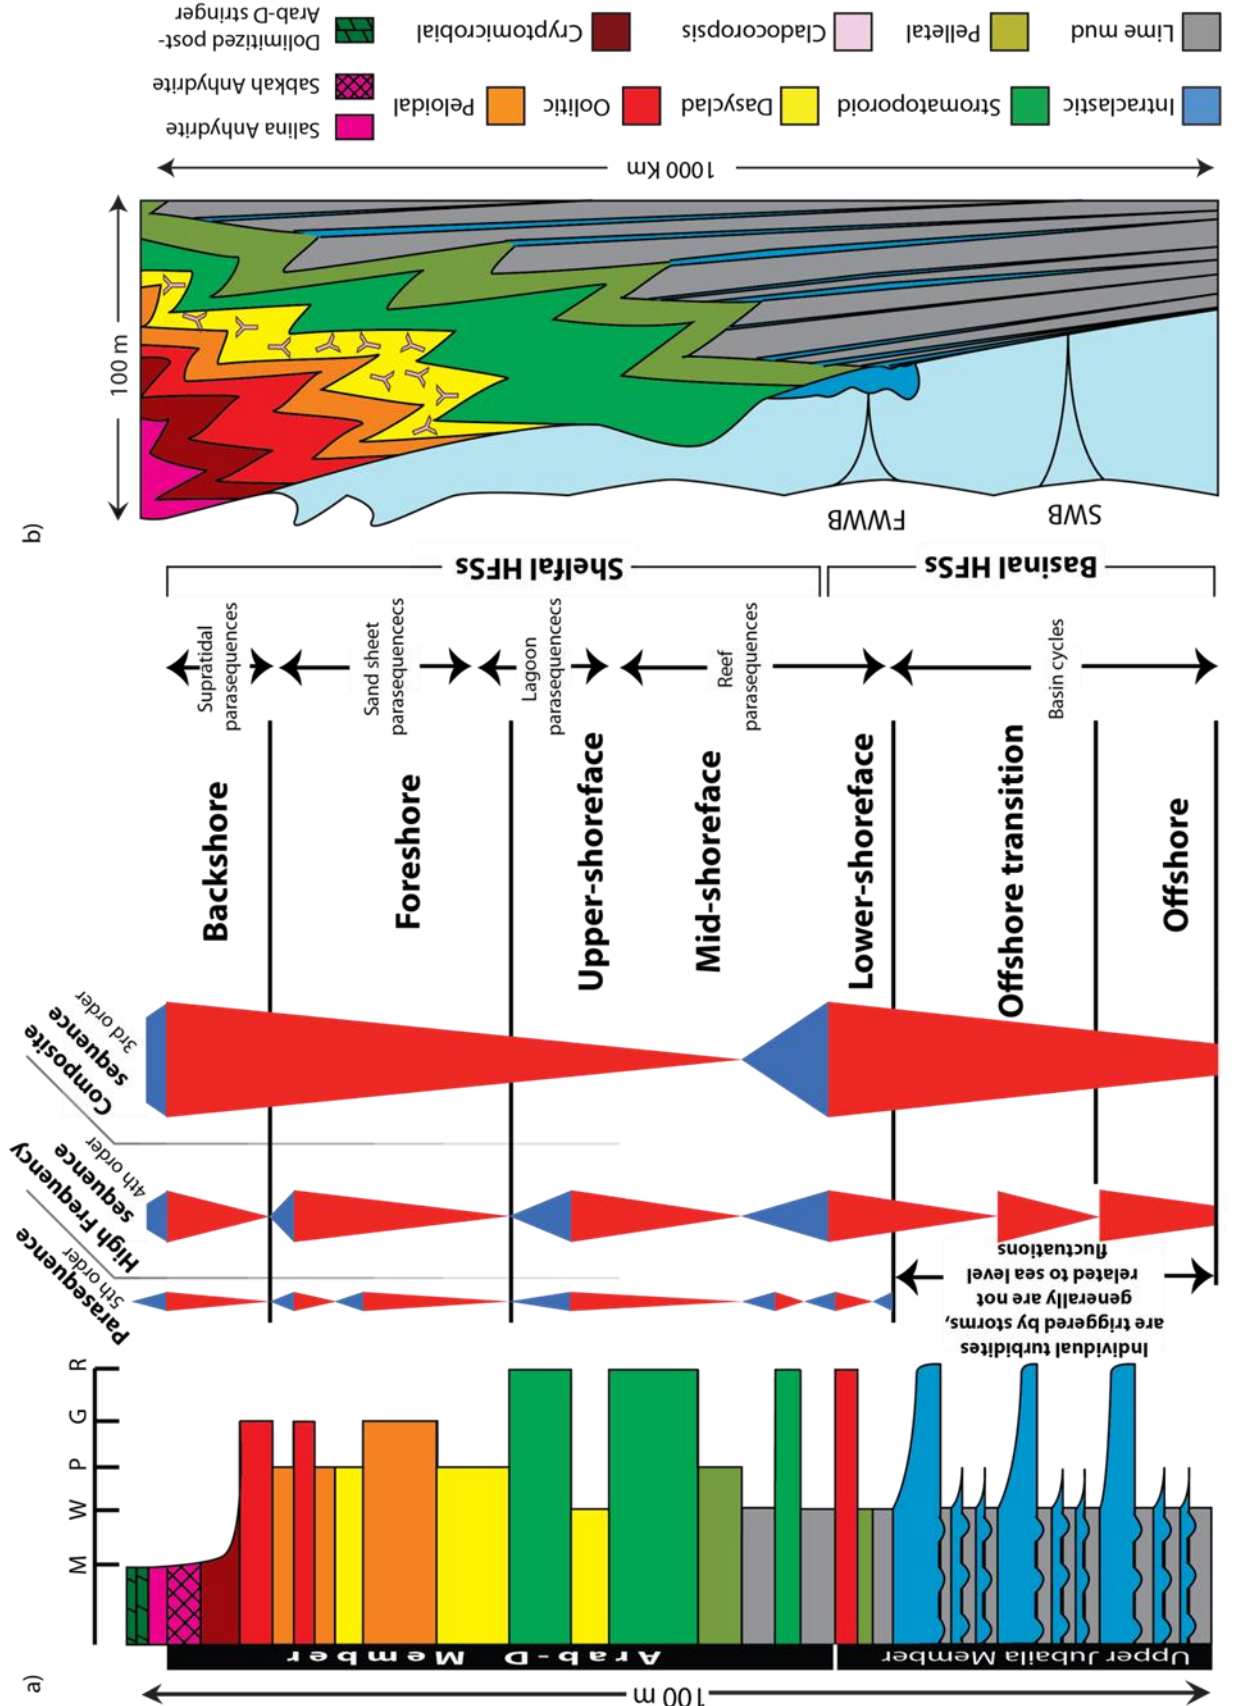 a)
100 m
Upper Jubaila Member
Arab-D Member
M W P G R
Parasequence
5th order
High Frequency
sequence
4th order
Composite
sequence
3rd order
Individual turbidites
are triggered by storms,
generally are not
related to sea level
fluctuations
Backshore
Foreshore
Upper-shoreface
Mid-shoreface
Lower-shoreface
Offshore transition
Offshore
Supratidal
parasequences
Sand sheet
parasequencecs
Lagoon
parasequencecs
Reef
parasequences
Basin cycles
Shelfal HFSs
Basinal HFSs
b)
100 m
FWWB
SWB
1000 Km
Intraclastic
Stromatoporoid
Dasyclad
Oolitic
Peloidal
Salina Anhydrite
Sabkah Anhydrite
Lime mud
Pelletal
Cladocoropsis
Cryptomicrobial
Dolimitized post-
Arab-D stringer